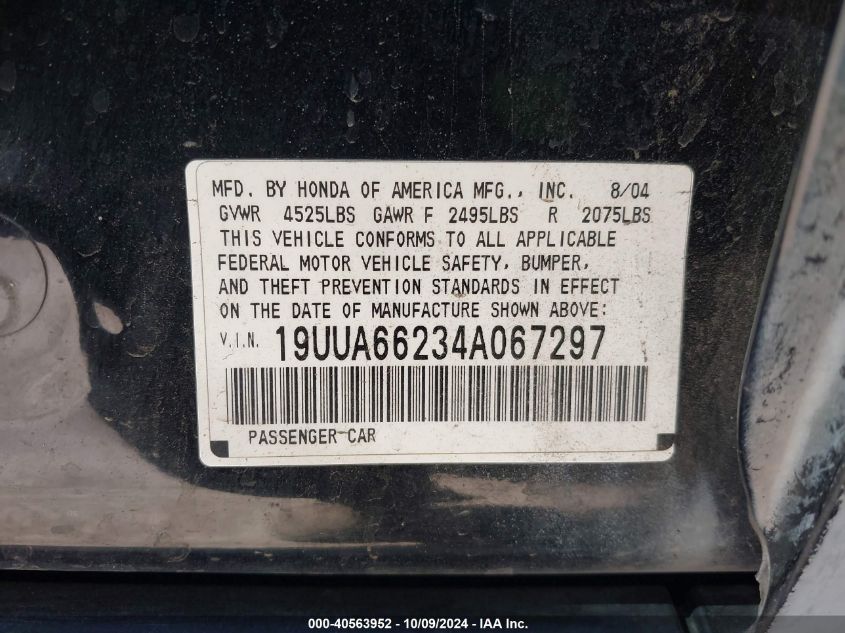 MFD. BY HONDA OF AMERICA MFG., INC. 8/04
GVWR 4525LBS GAWR F 2495LBS R 2075LBS
THIS VEHICLE CONFORMS TO ALL APPLICABLE
FEDERAL MOTOR VEHICLE SAFETY, BUMPER,
AND THEFT PREVENTION STANDARDS IN EFFECT
ON THE DATE OF MANUFACTURE SHOWN ABOVE:
V.I.N. 19UUA66234A067297
PASSENGER CAR
000-40563952 - 10/09/2024 - IAA Inc.